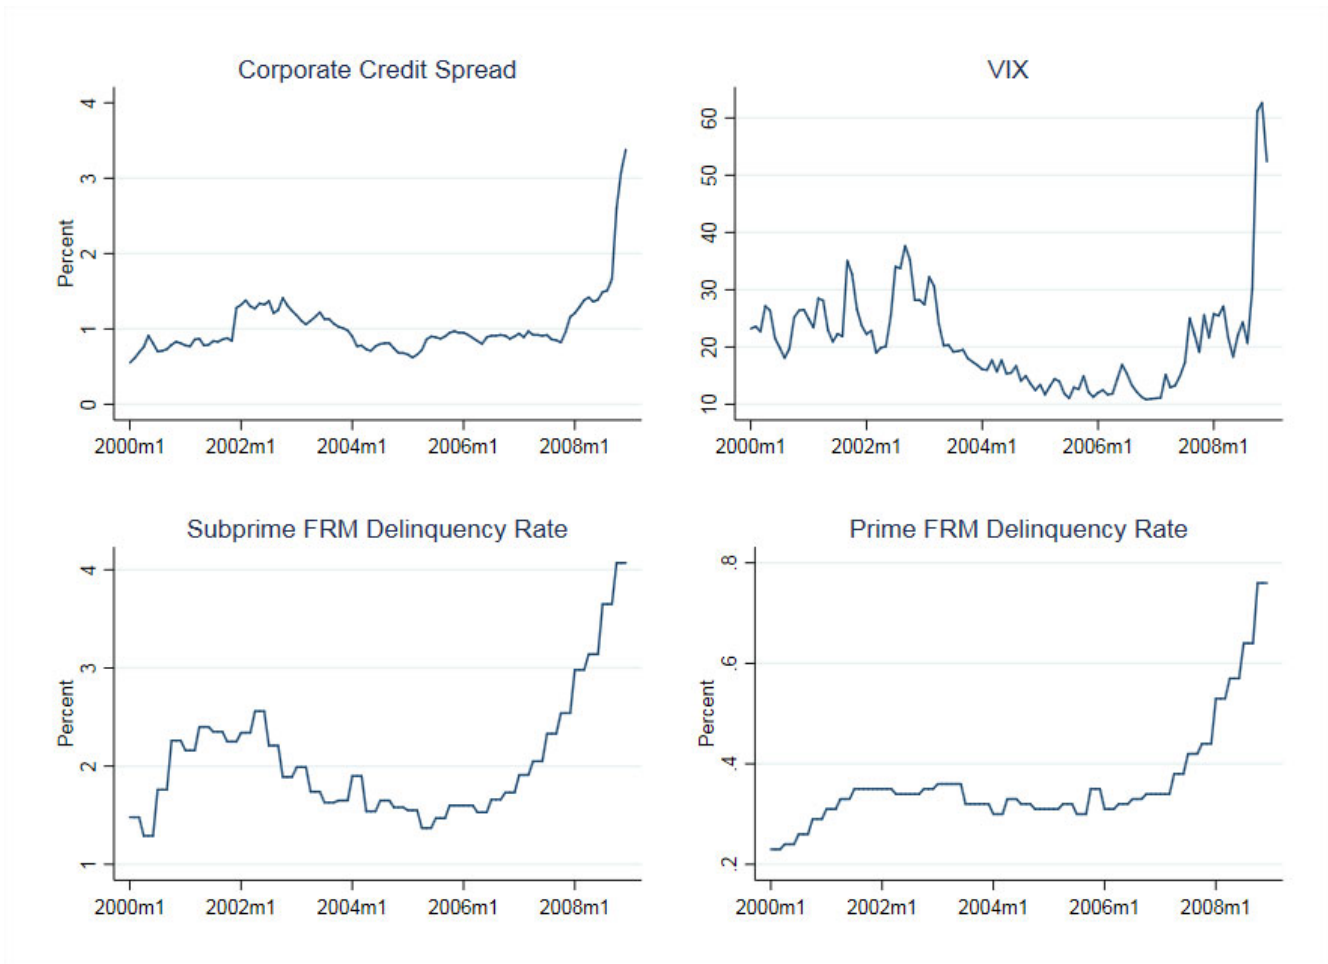 Corporate Credit Spread
Percent
4
3
2
1
0
2000m1 2002m1 2004m1 2006m1 2008m1
VIX
60
50
40
30
20
10
2000m1 2002m1 2004m1 2006m1 2008m1
Subprime FRM Delinquency Rate
Percent
4
3
2
1
2000m1 2002m1 2004m1 2006m1 2008m1
Prime FRM Delinquency Rate
Percent
.8
.6
.4
.2
2000m1 2002m1 2004m1 2006m1 2008m1